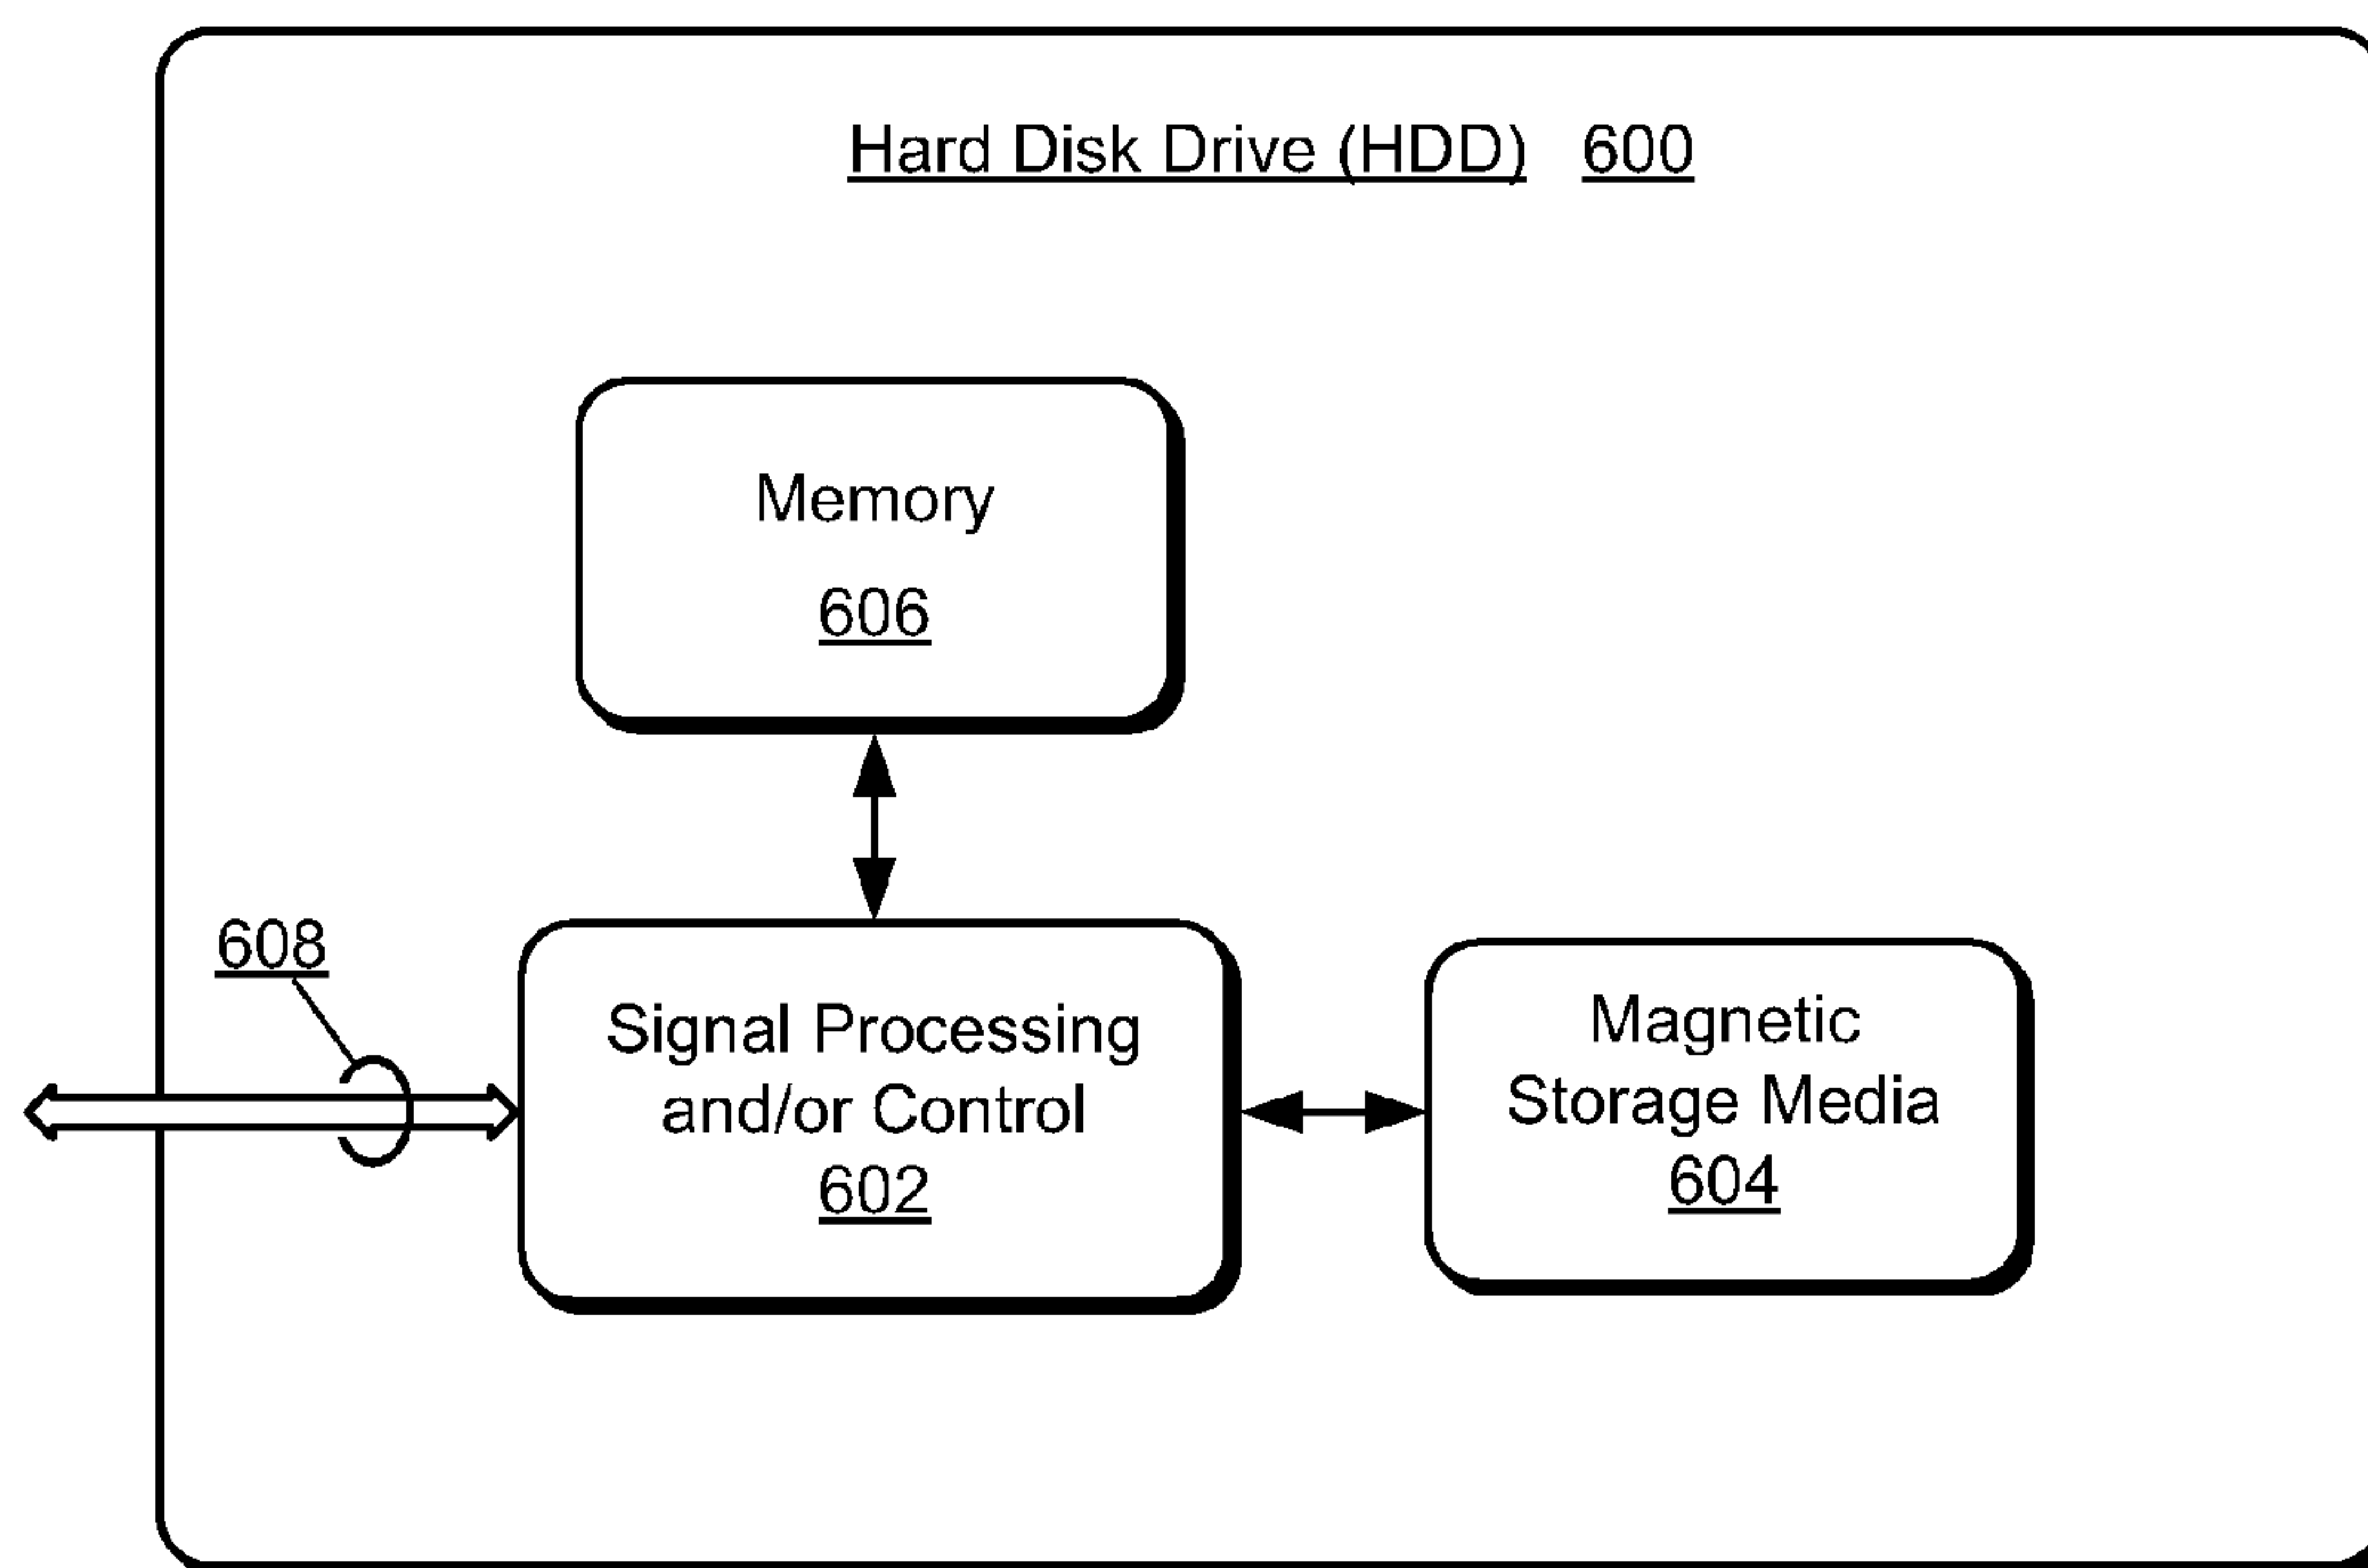 Hard Disk Drive (HDD) 600
Memory
606
608
Signal Processing
and/or Control
602
Magnetic
Storage Media
604